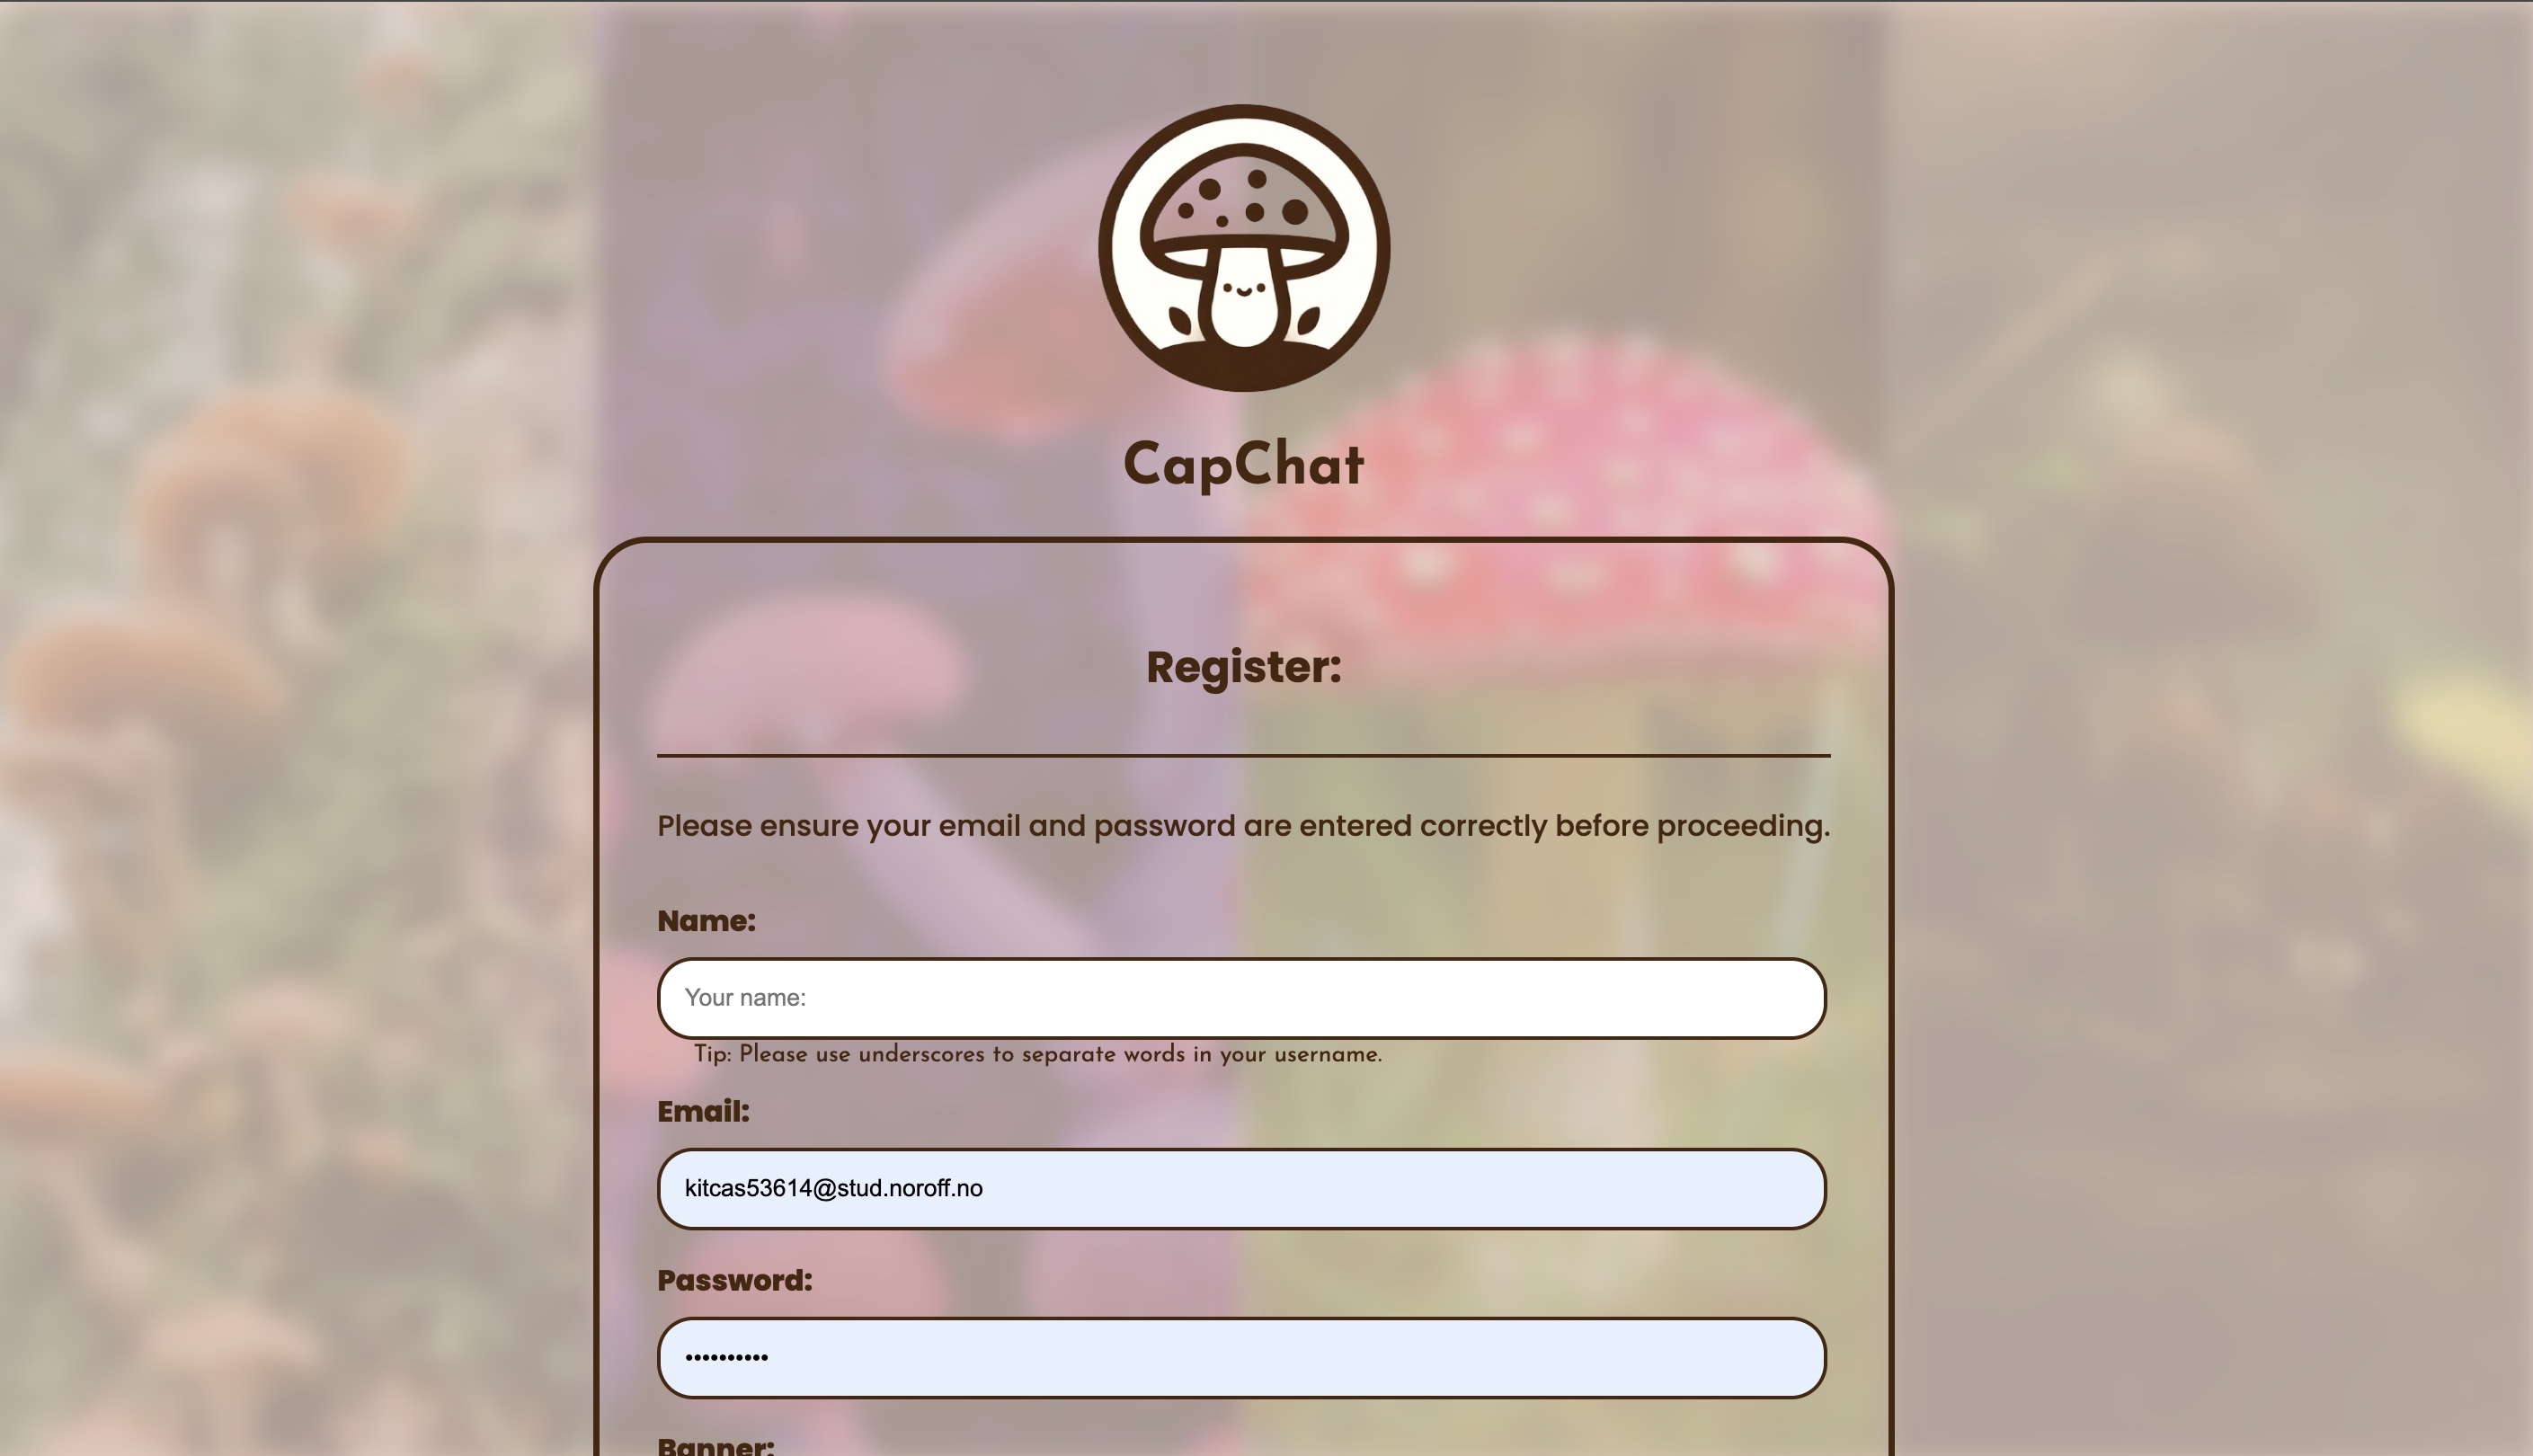 CapChat
Register:
Please ensure your email and password are entered correctly before proceeding.
Name:
Your name:
Tip: Please use underscores to separate words in your username.
Email:
kitcas53614@stud.noroff.no
Password:
••••••••••
Banner: